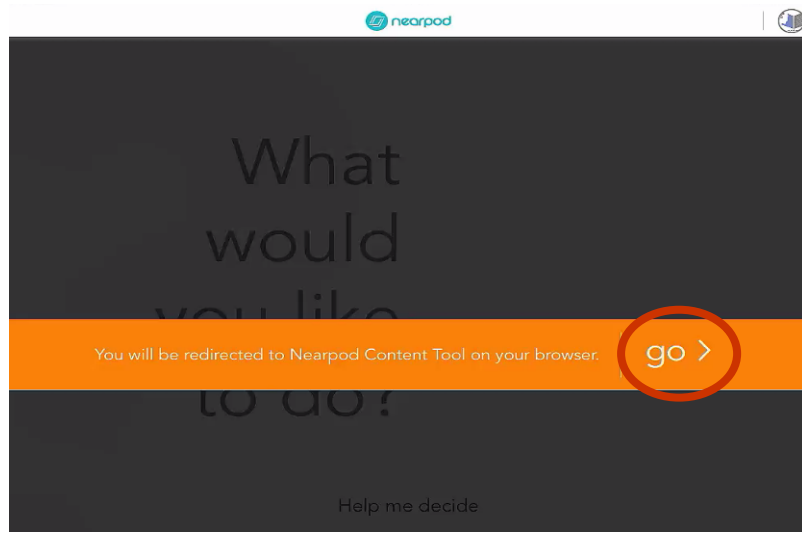 nearpod
What
would
you like
You will be redirected to Nearpod Content Tool on your browser. go >
to do?
Help me decide